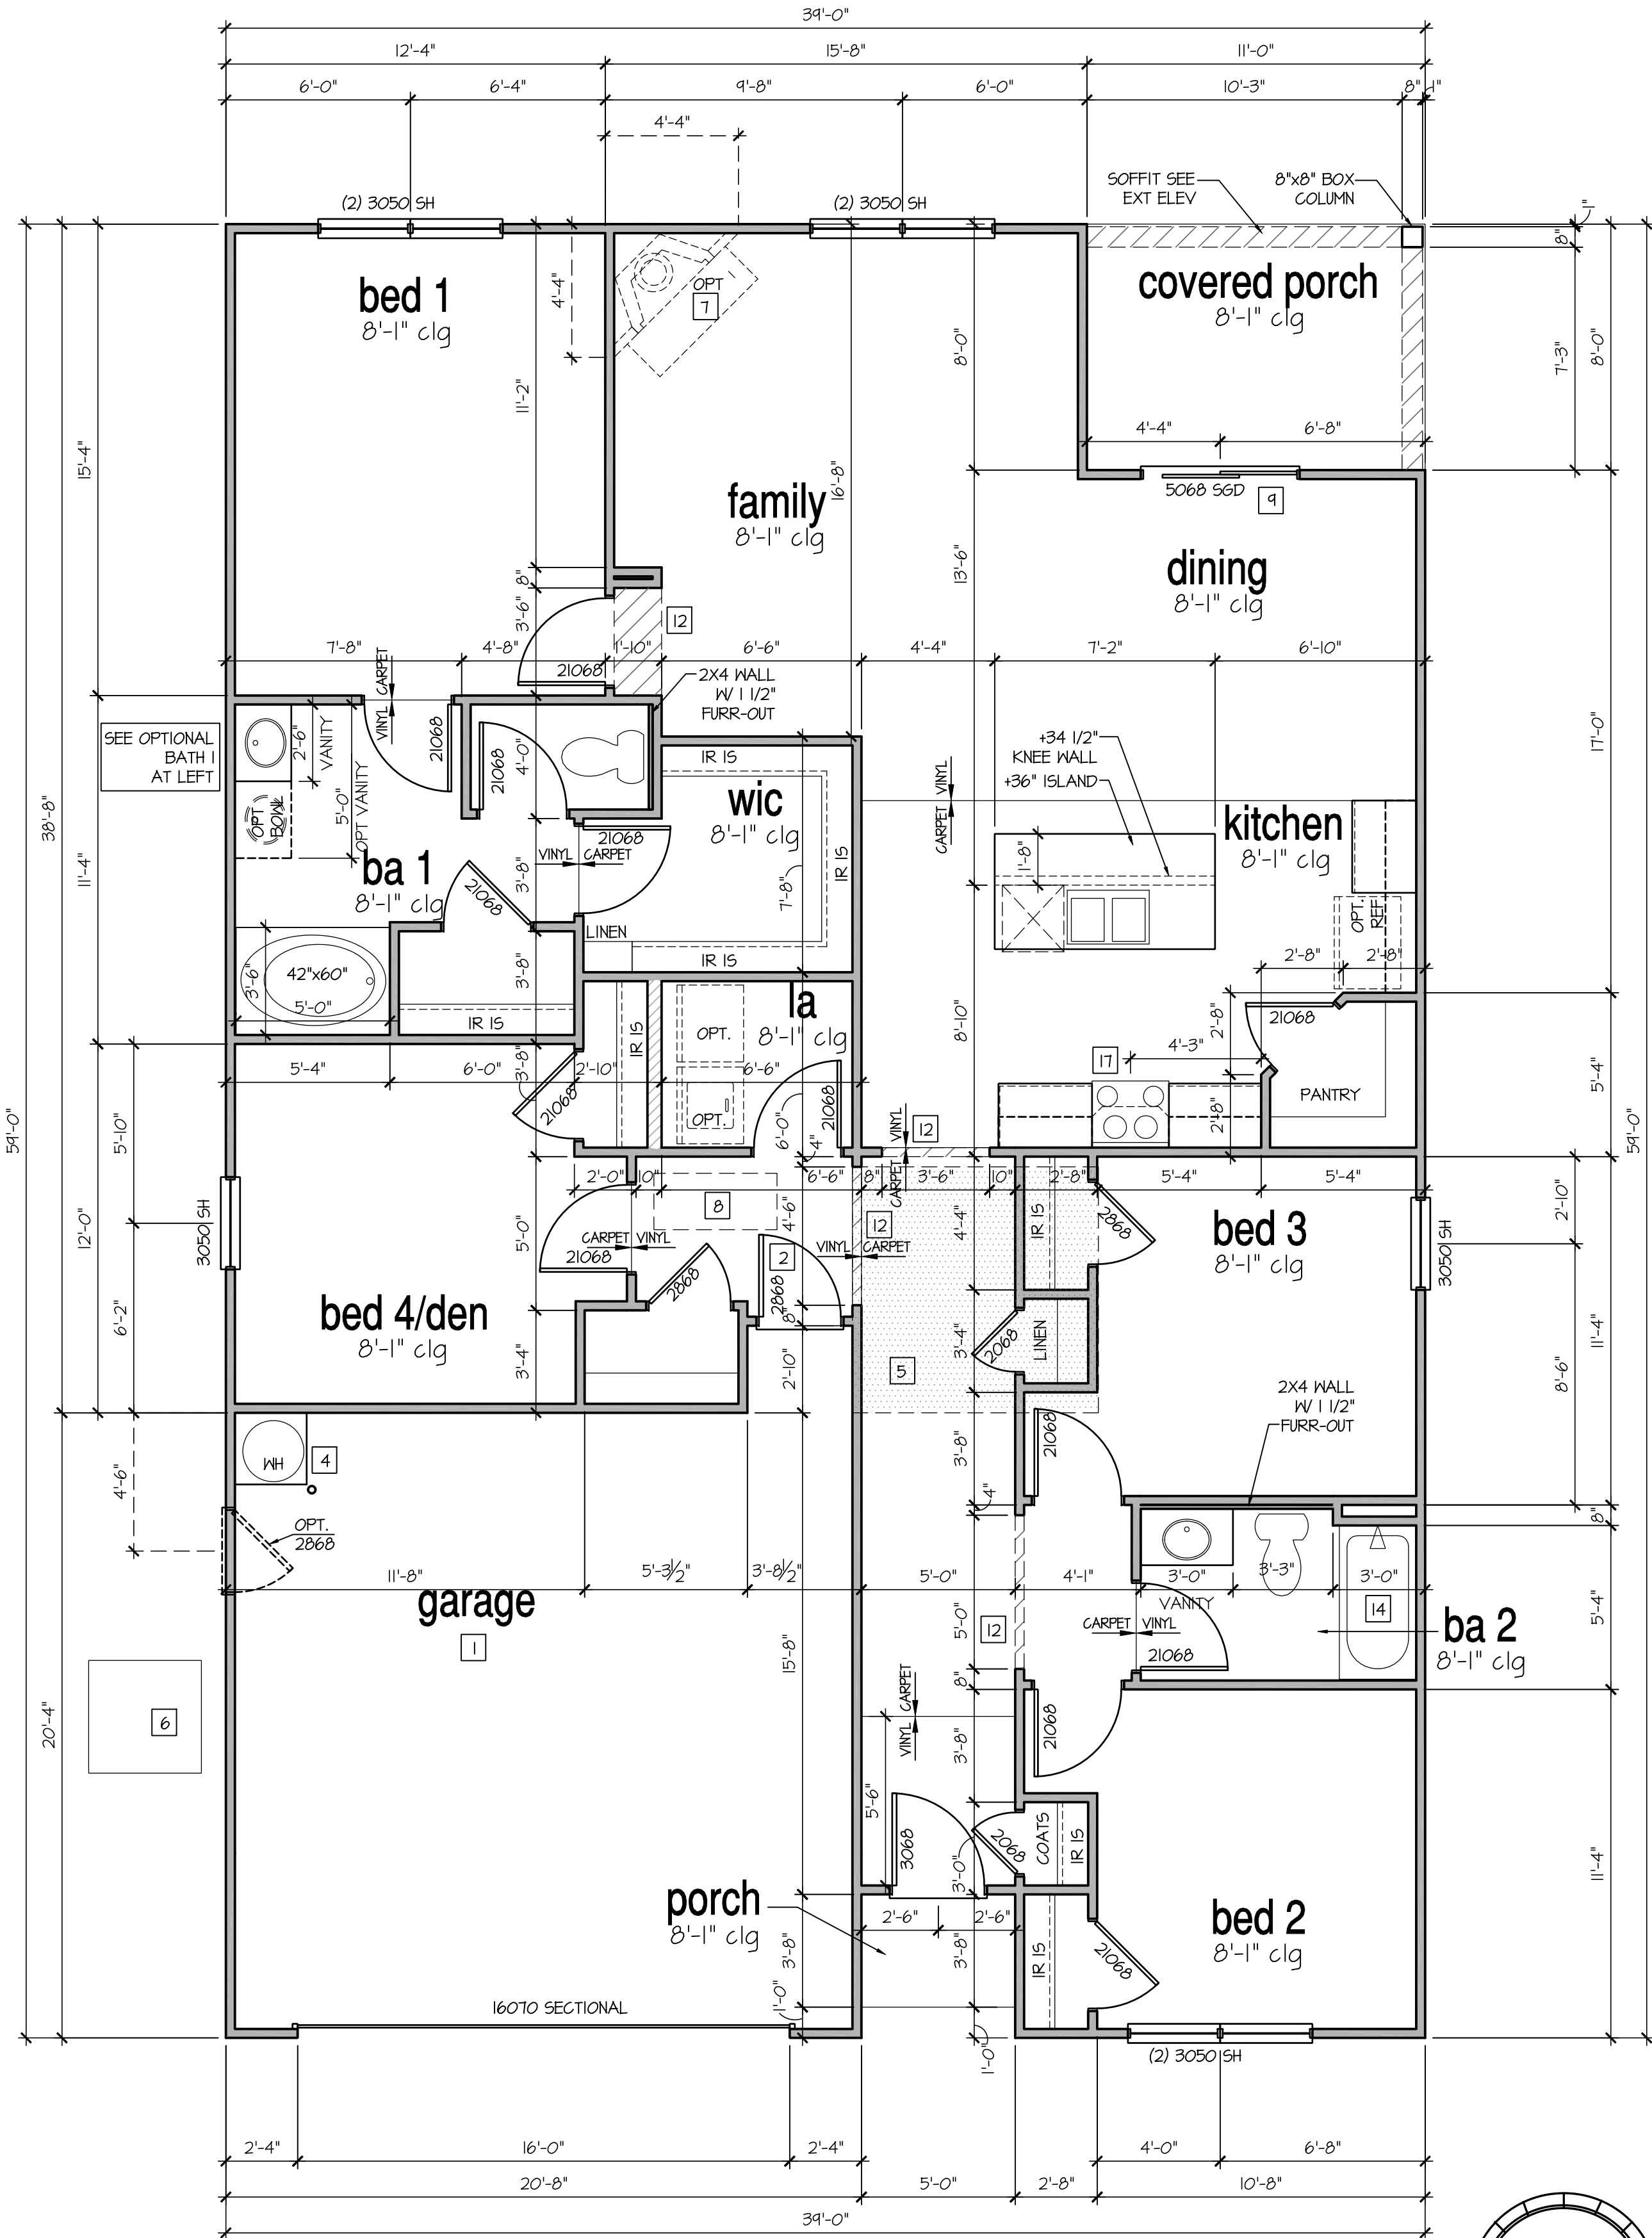 39'-0"
12'-4" 15'-8" 11'-0"
6'-0" 6'-4" 9'-8" 6'-0" 10'-3" 8" 1"
4'-4"
SOFFIT SEE
EXT ELEV
8"x8" BOX
COLUMN
(2) 3050 SH
(2) 3050 SH
1"
8"
bed 1
8'-1" clg
4'-4"
OPT
7
covered porch
8'-1" clg
8'-0"
7'-3"
8'-0"
11'-2"
15'-4"
4'-4" 6'-8"
5068 SGD
9
family
8'-1" clg
16'-8"
13'-6"
dining
8'-1" clg
8"
3'-6"
12
21068
7'-8" 4'-8" 1'-10" 6'-6" 4'-4" 7'-2" 6'-10"
VINYL CARPET
2X4 WALL
W/ 1 1/2"
FURR-OUT
SEE OPTIONAL
BATH 1
AT LEFT
2'-6"
VANITY
5'-0"
OPT VANITY
OPT
BOWL
21068
21068
4'-0"
IR IS
wic
8'-1" clg
21068
VINYL CARPET
7'-8"
IR IS
CARPET VINYL
+34 1/2"
KNEE WALL
+36" ISLAND
kitchen
8'-1" clg
1'-8"
OPT.
REF
17'-0"
38'-8"
11'-4"
ba 1
8'-1" clg
21068
3'-8"
LINEN
IR IS
42"x60"
3'-6"
5'-0"
3'-8"
IR IS
la
8'-1" clg
IR IS
OPT.
OPT.
8'-10"
2'-8" 2'-8"
21068
2'-8"
17
4'-3"
2'-8"
PANTRY
5'-4"
5'-4" 6'-0" 2'-10" 6'-6"
3'-8"
21068
21068
6'-0"
4"
VINYL
CARPET
12
59'-0"
59'-0"
5'-10"
12'-0"
6'-2"
3050 SH
2'-0" 10" 6'-6" 8" 3'-6" 10" 2'-8" 5'-4" 5'-4"
8
4'-6"
12
5'-0"
CARPET VINYL
21068
2868
2
2868
VINYL CARPET
8"
4'-4"
IR IS
2868
bed 3
8'-1" clg
2'-10"
3050 SH
bed 4/den
8'-1" clg
3'-4"
2'-10"
5
3'-4"
2068
LINEN
11'-4"
8'-6"
2X4 WALL
W/ 1 1/2"
FURR-OUT
WH
4
4'-6"
OPT.
2868
3'-8"
21068
4"
8"
11'-8" 5'-3 1/2" 3'-8 1/2" 5'-0" 4'-1" 3'-0" 3'-3" 3'-0"
garage
1
VANITY
14
ba 2
8'-1" clg
5'-4"
5'-0"
12
CARPET VINYL
21068
15'-8"
8"
6
20'-4"
VINYL CARPET
21068
3'-8"
5'-6"
3068
2068
COATS
IR IS
3'-0"
11'-4"
porch
8'-1" clg
2'-6" 2'-6"
3'-8"
3'-8"
IR IS
21068
bed 2
8'-1" clg
16070 SECTIONAL
1'-0"
1'-0"
(2) 3050 SH
2'-4" 16'-0" 2'-4" 4'-0" 6'-8"
20'-8" 5'-0" 2'-8" 10'-8"
39'-0"